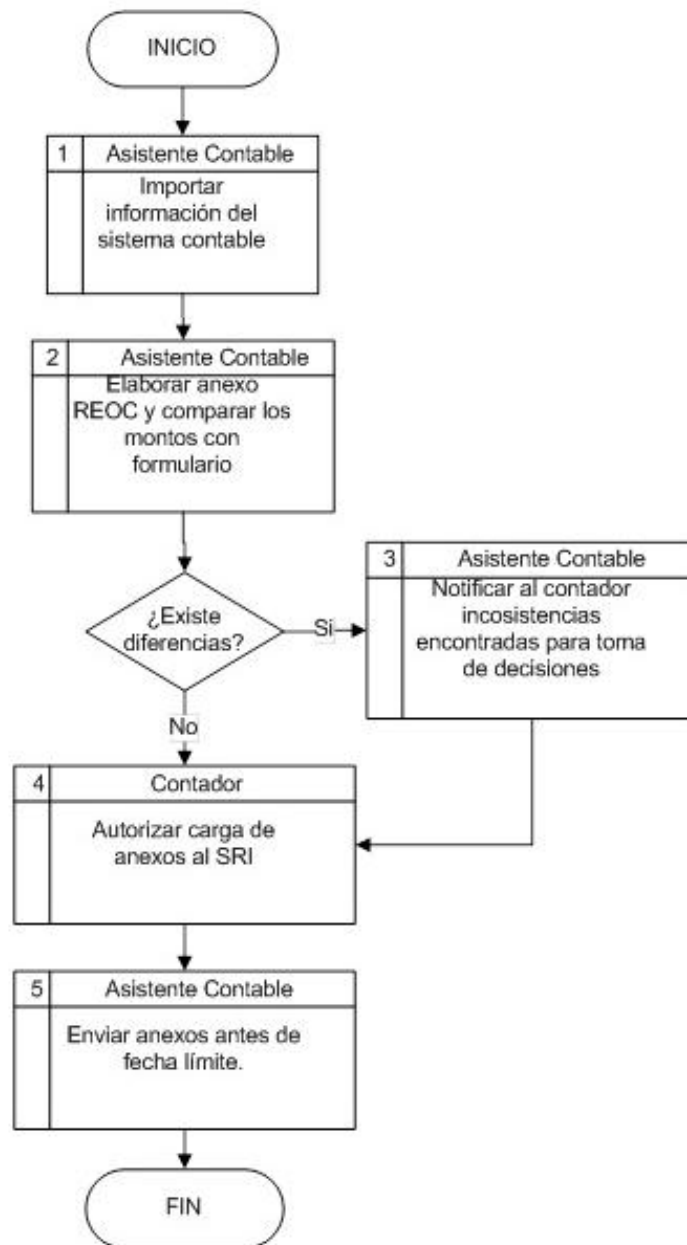 INICIO
1 Asistente Contable
Importar
información del
sistema contable
2 Asistente Contable
Elaborar anexo
REOC y comparar los
montos con
formulario
¿Existe
diferencias?
Si
3 Asistente Contable
Notificar al contador
incosistencias
encontradas para toma
de decisiones
No
4 Contador
Autorizar carga de
anexos al SRI
5 Asistente Contable
Enviar anexos antes de
fecha límite.
FIN